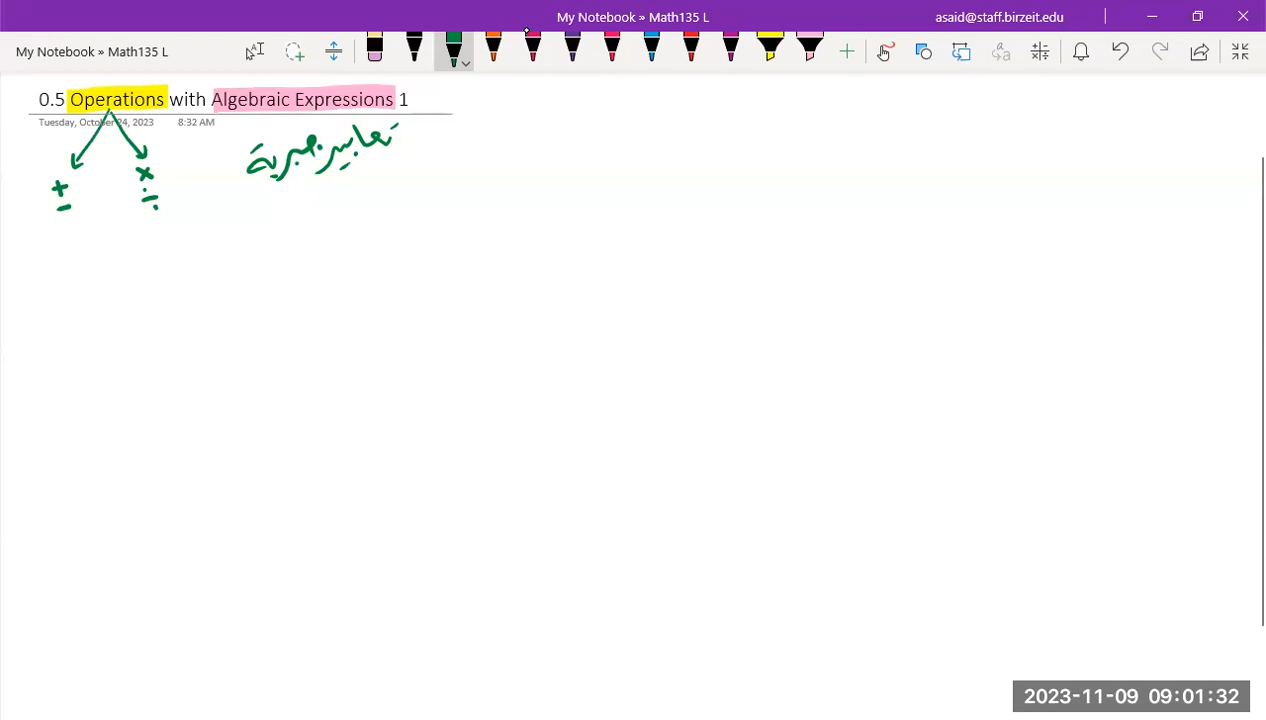 My Notebook » Math135 L
asaid@staff.birzeit.edu
My Notebook » Math135 L
0.5 Operations with Algebraic Expressions 1
Tuesday, October 24, 2023 8:32 AM
تعابير جبرية
+ ×
− ÷
2023-11-09 09:01:32